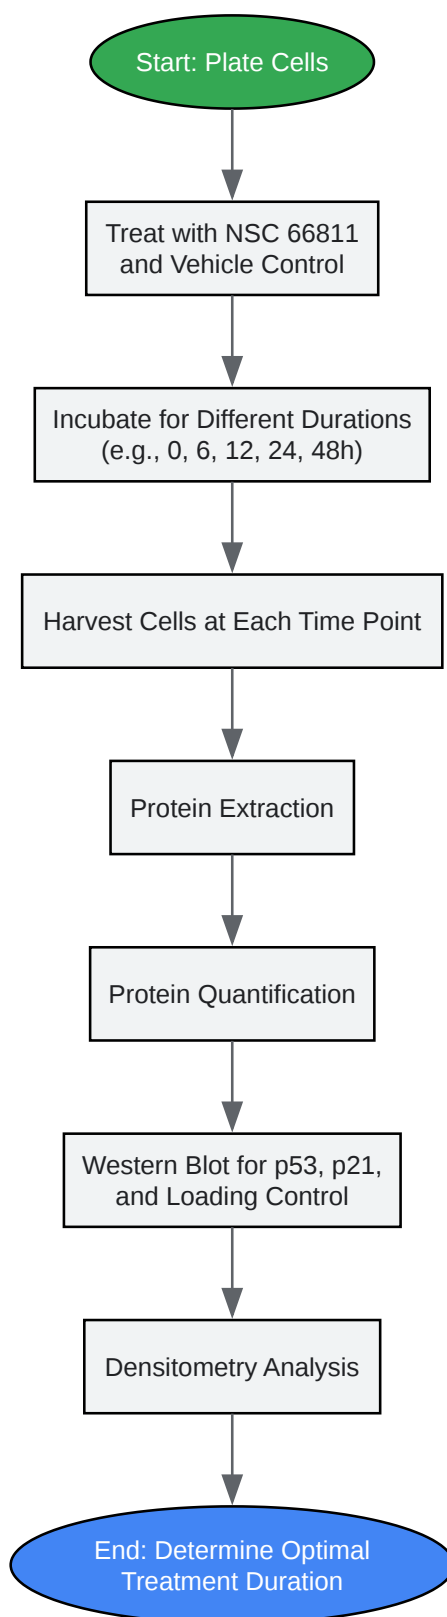 Start: Plate Cells
Treat with NSC 66811
and Vehicle Control
Incubate for Different Durations
(e.g., 0, 6, 12, 24, 48h)
Harvest Cells at Each Time Point
Protein Extraction
Protein Quantification
Western Blot for p53, p21,
and Loading Control
Densitometry Analysis
End: Determine Optimal
Treatment Duration